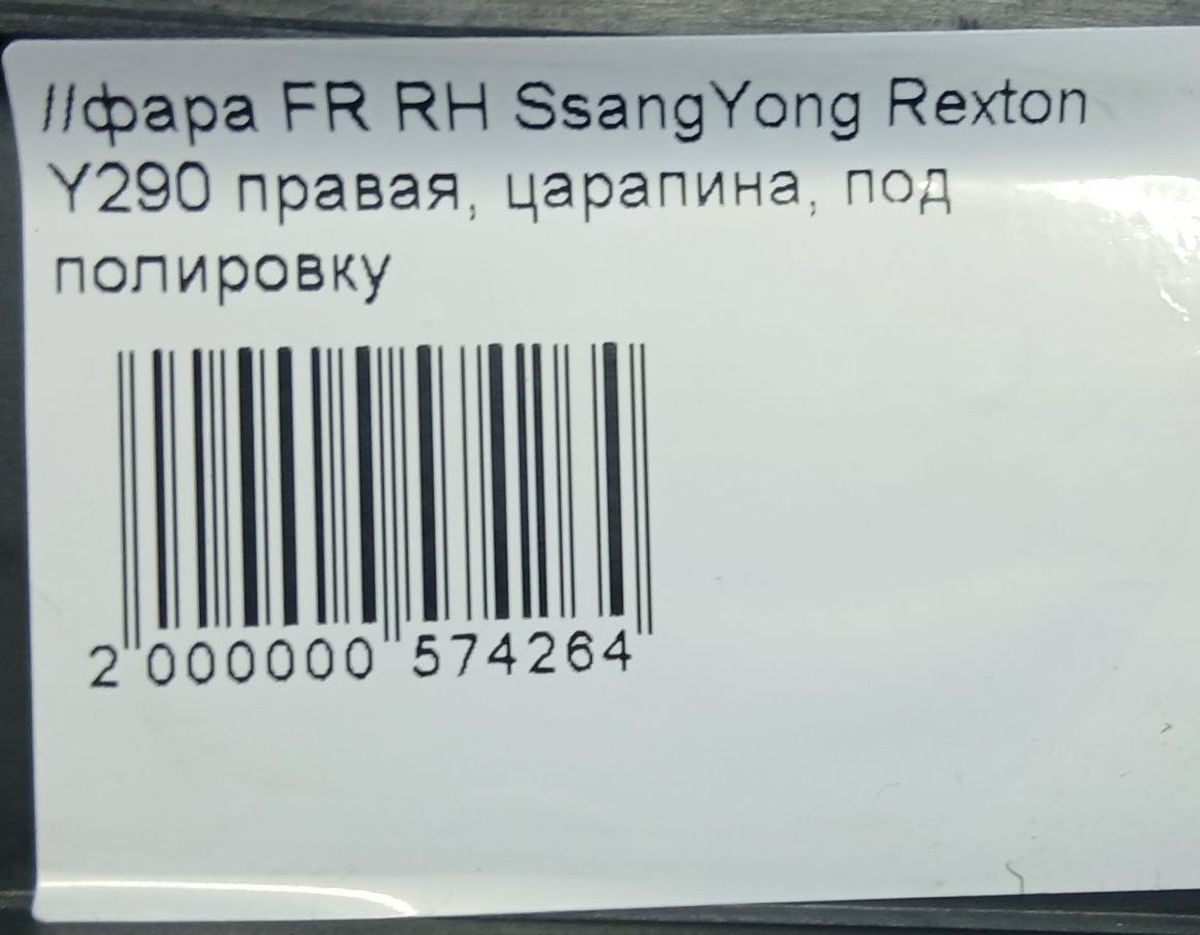 //фара FR RH SsangYong Rexton
Y290 правая, царапина, под
полировку
2 000000 574264